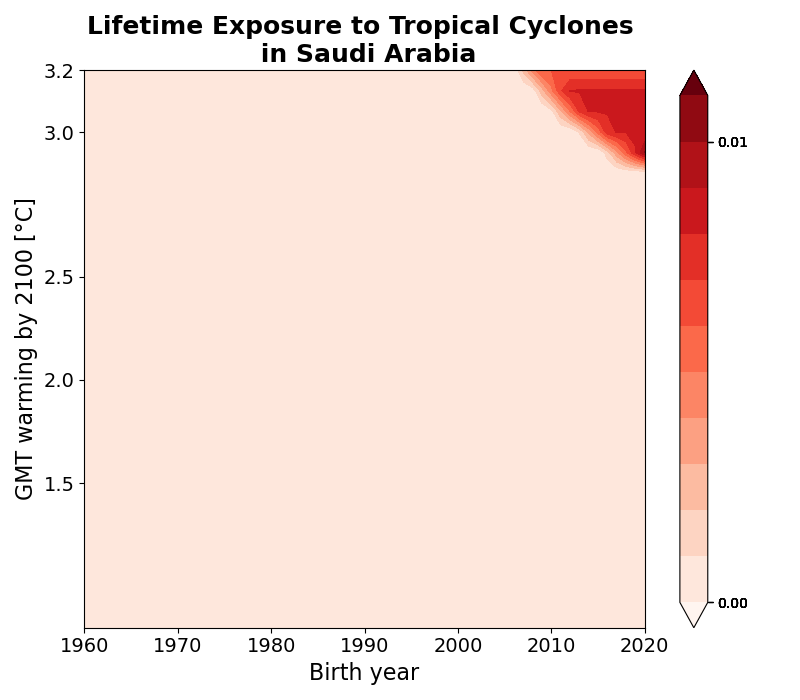 Lifetime Exposure to Tropical Cyclones
in Saudi Arabia
GMT warming by 2100 [°C]
3.2
3.0
2.5
2.0
1.5
1960 1970 1980 1990 2000 2010 2020
Birth year
0.01
0.00